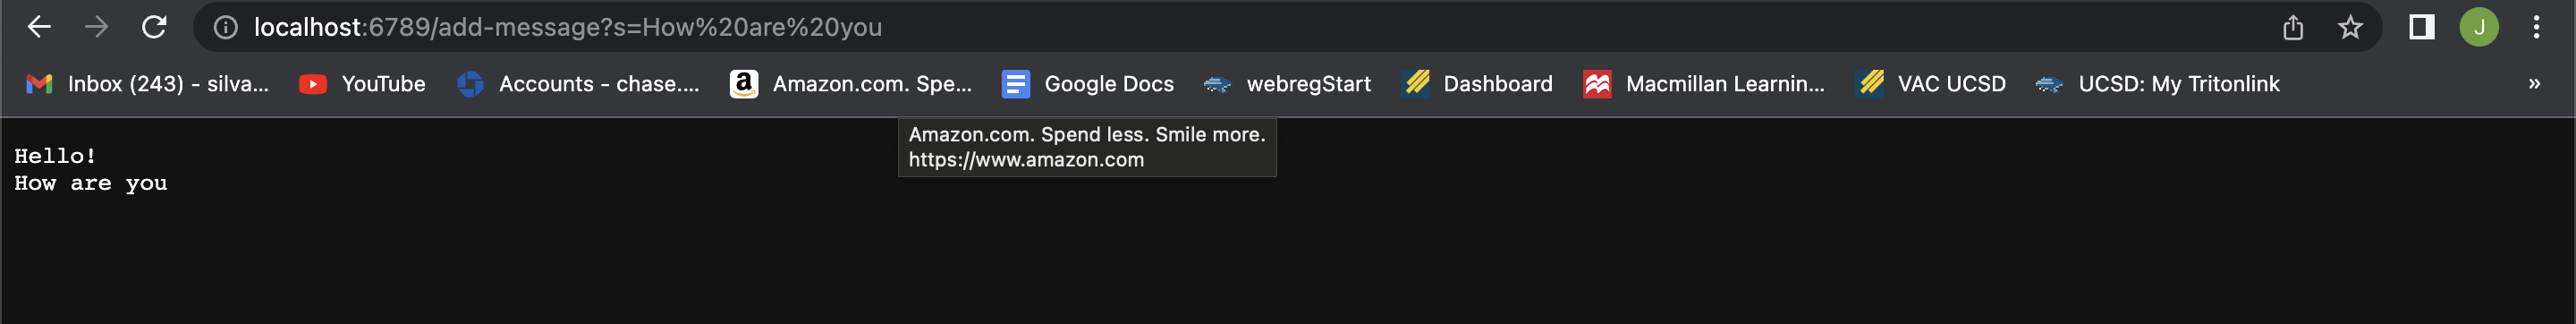 localhost:6789/add-message?s=How%20are%20you
J
Inbox (243) - silva...
YouTube
Accounts - chase....
Amazon.com. Spe...
Google Docs
webregStart
Dashboard
Macmillan Learnin...
VAC UCSD
UCSD: My Tritonlink
»
Amazon.com. Spend less. Smile more.
https://www.amazon.com
Hello!
How are you